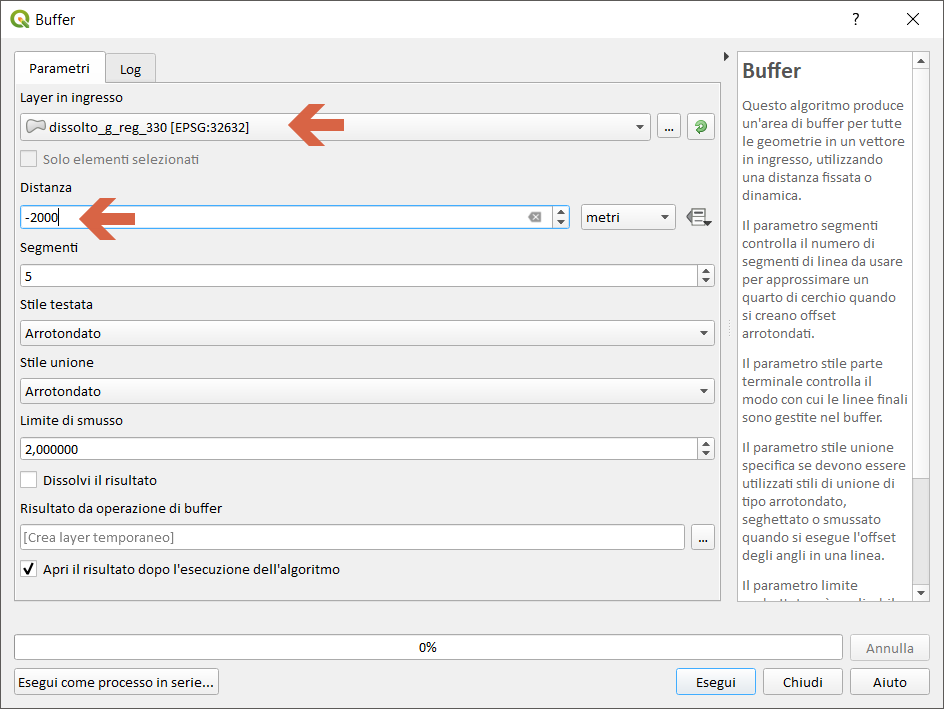 Buffer
?
Parametri
Log
Layer in ingresso
dissolto_g_reg_330 [EPSG:32632]
...
Solo elementi selezionati
Distanza
-2000
metri
Segmenti
5
Stile testata
Arrotondato
Stile unione
Arrotondato
Limite di smusso
2,000000
Dissolvi il risultato
Risultato da operazione di buffer
[Crea layer temporaneo]
...
Apri il risultato dopo l'esecuzione dell'algoritmo
Buffer
Questo algoritmo produce
un'area di buffer per tutte
le geometrie in un vettore
in ingresso, utilizzando
una distanza fissata o
dinamica.
Il parametro segmenti
controlla il numero di
segmenti di linea da usare
per approssimare un
quarto di cerchio quando
si creano offset
arrotondati.
Il parametro stile parte
terminale controlla il
modo con cui le linee finali
sono gestite nel buffer.
Il parametro stile unione
specifica se devono essere
utilizzati stili di unione di
tipo arrotondato,
seghettato o smussato
quando si esegue l'offset
degli angli in una linea.
Il parametro limite
0%
Annulla
Esegui come processo in serie...
Esegui
Chiudi
Aiuto